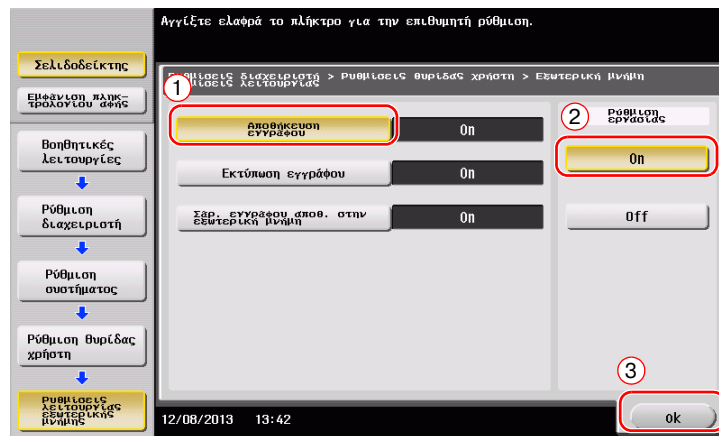 Αγγίξτε ελαφρά το πλήκτρο για την επιθυμητή ρύθμιση.
Σελιδοδείκτης
Εμφάνιση πληκ-
τρολογίου αφής
Βοηθητικές
λειτουργίες
Ρύθμιση
διαχειριστή
Ρύθμιση
συστήματος
Ρύθμιση θυρίδας
χρήστη
Ρυθμίσεις
λειτουργίας
εξωτερικής
μνήμης
Ρυθμίσεις διαχειριστή > Ρυθμίσεις θυρίδας χρήστη > Εξωτερική μνήμη
Ρυθμίσεις λειτουργίας
1
Αποθήκευση
εγγράφου
On
Εκτύπωση εγγράφου
On
Σάρ. εγγράφου αποθ. στην
εξωτερική μνήμη
On
2
Ρύθμιση
εργασίας
On
Off
3
ok
12/08/2013 13:42